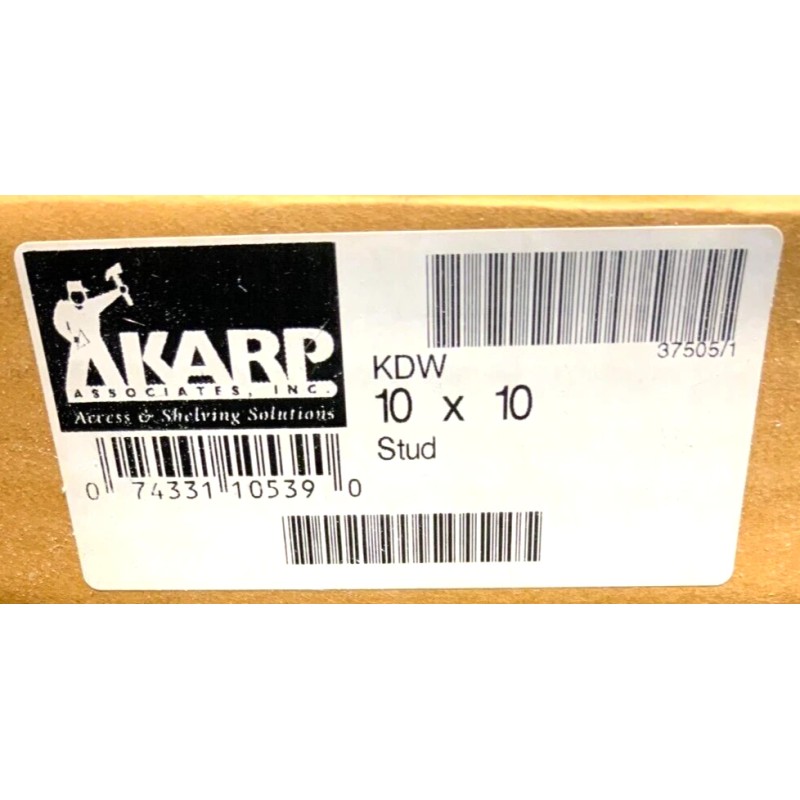 KARP
ASSOCIATES, INC.
Access & Shelving Solutions
0 74331 10539 0
37505/1
KDW
10 x 10
Stud